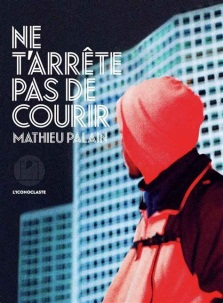 NE
T'ARRÊTE
PAS DE
COURIR
MATHIEU PALAIN
L'ICONOCLASTE